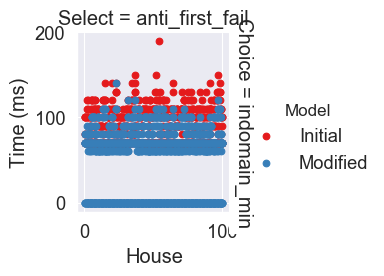 Select = anti_first_fail
200
100
0
Time (ms)
0
100
House
Choice = indomain_min
Model
Initial
Modified